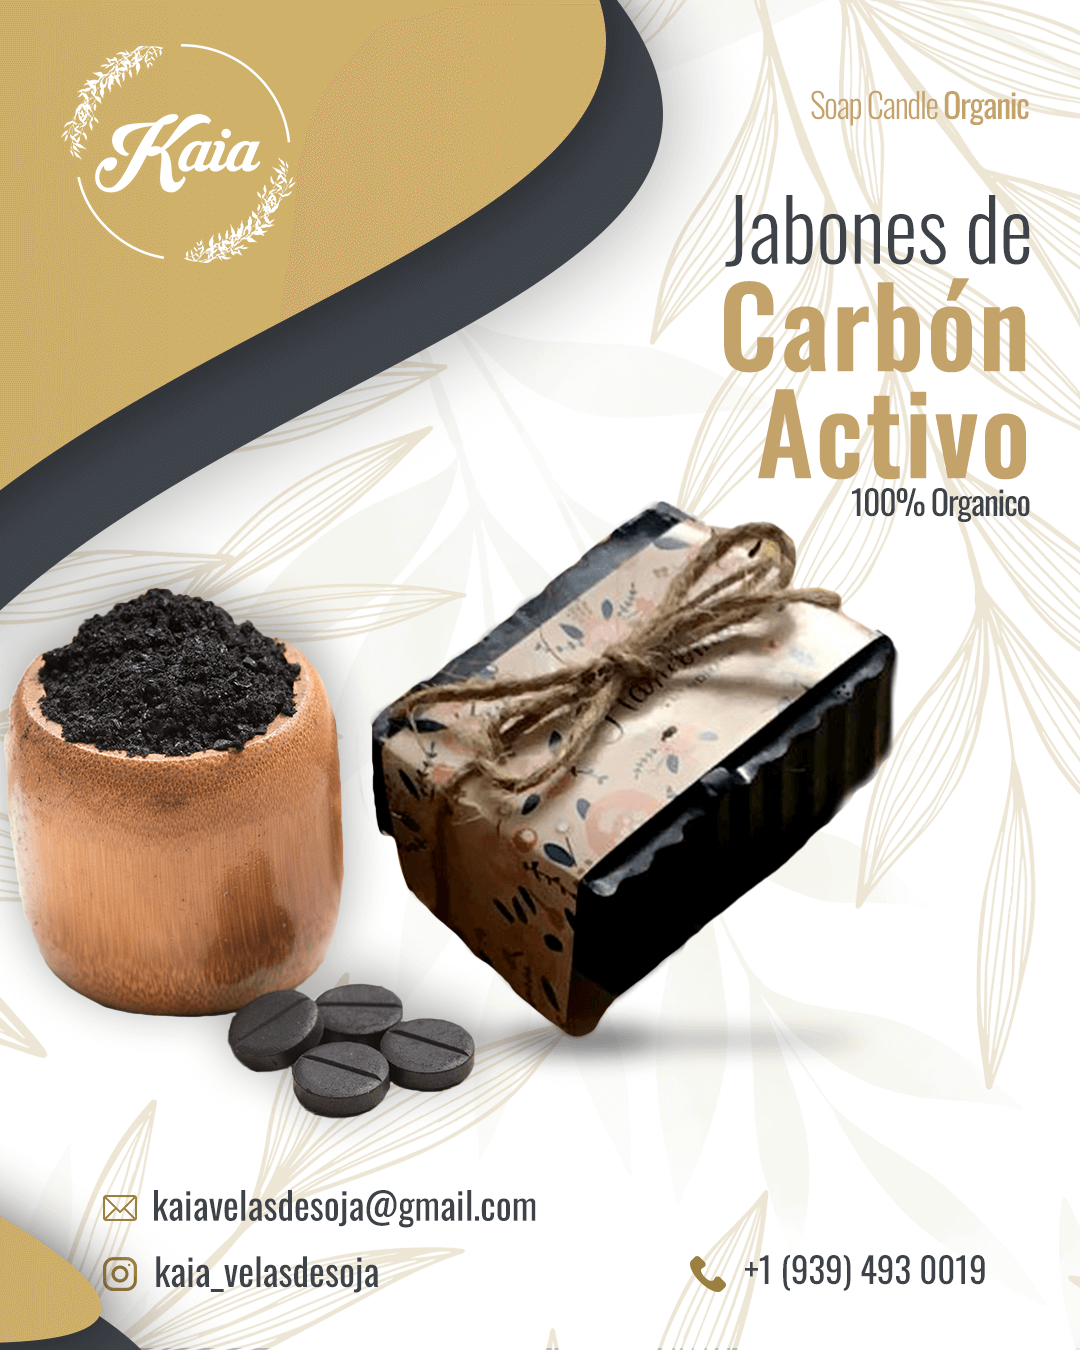 Kaia
Soap Candle Organic
Jabones de
Carbón
Activo
100% Organico
kaiavelasdesoja@gmail.com
kaia_velasdesoja
+1 (939) 493 0019